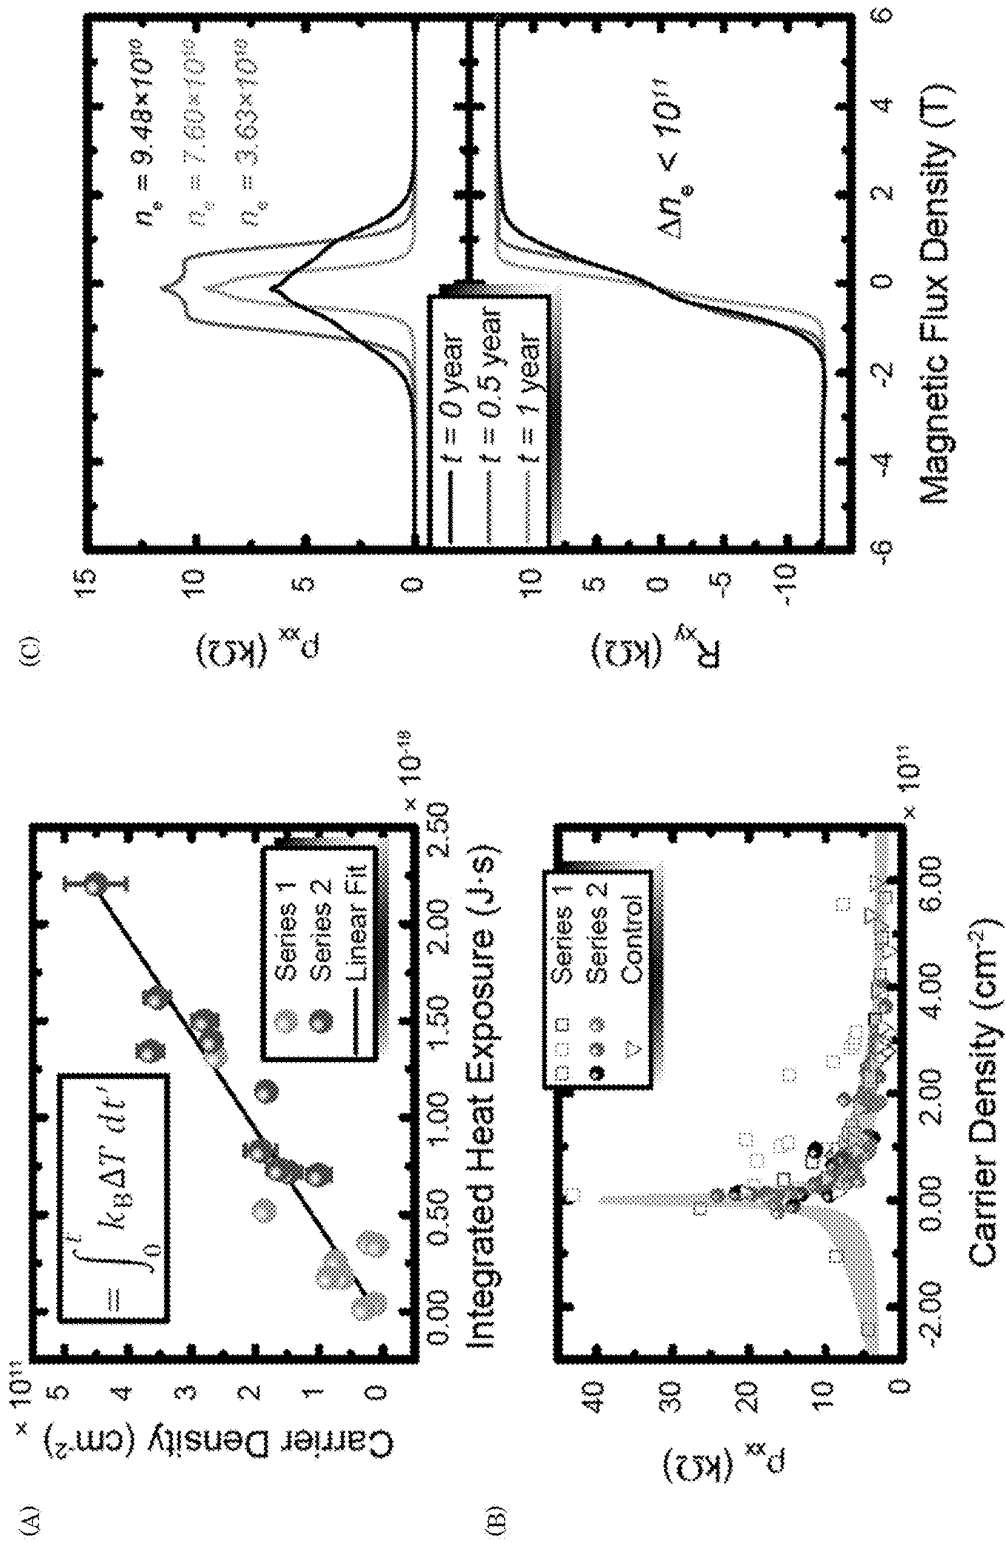 (A)
× 10¹¹
5
4
3
2
1
0
Carrier Density (cm⁻²)
= ∫₀ᵗ k_B ΔT dt′
Series 1
Series 2
Linear Fit
0.00
0.50
1.00
1.50
2.00
2.50
× 10⁻¹⁸
Integrated Heat Exposure (J·s)
(B)
40
30
20
10
0
ρxx (kΩ)
Series 1
Series 2
Control
-2.00
0.00
2.00
4.00
6.00
× 10¹¹
Carrier Density (cm⁻²)
(C)
15
10
5
0
ρxx (kΩ)
nₑ = 9.48×10¹⁰
nₑ = 7.60×10¹⁰
nₑ = 3.63×10¹⁰
t = 0 year
t = 0.5 year
t = 1 year
10
5
0
-5
-10
Rxy (kΩ)
Δnₑ < 10¹¹
-6
-4
-2
0
2
4
6
Magnetic Flux Density (T)